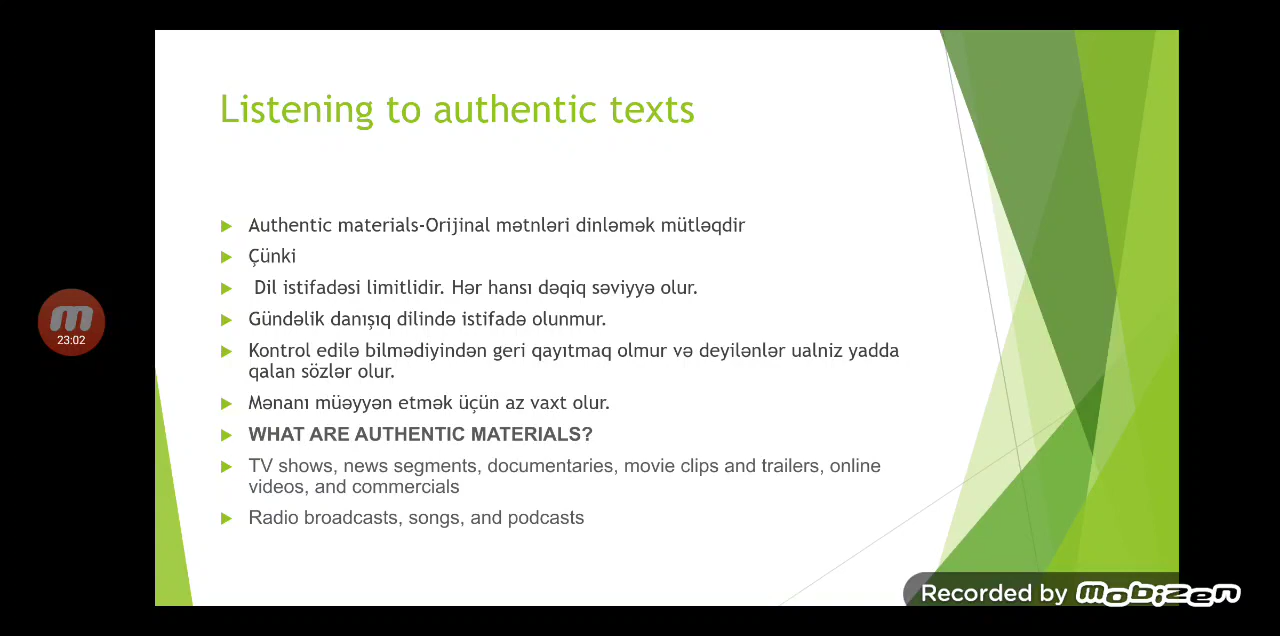 Listening to authentic texts
Authentic materials-Orijinal mətnləri dinləmək mütləqdir
Çünki
Dil istifadəsi limitlidir. Hər hansı dəqiq səviyyə olur.
Gündəlik danışıq dilində istifadə olunmur.
Kontrol edilə bilmədiyindən geri qayıtmaq olmur və deyilənlər ualniz yadda
qalan sözlər olur.
Mənanı müəyyən etmək üçün az vaxt olur.
WHAT ARE AUTHENTIC MATERIALS?
TV shows, news segments, documentaries, movie clips and trailers, online
videos, and commercials
Radio broadcasts, songs, and podcasts
m
23:02
Recorded by mobizen